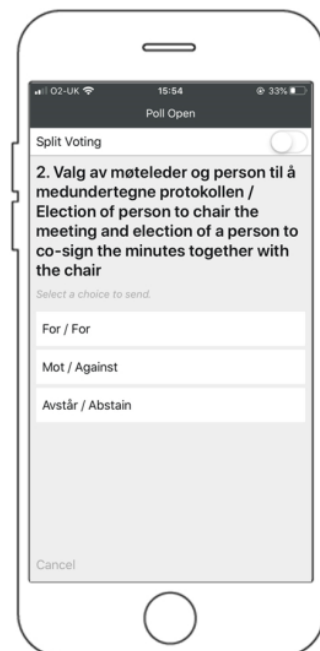 O2-UK 15:54 33%
Poll Open
Split Voting
2. Valg av møteleder og person til å
medundertegne protokollen /
Election of person to chair the
meeting and election of a person to
co-sign the minutes together with
the chair
Select a choice to send.
For / For
Mot / Against
Avstår / Abstain
Cancel